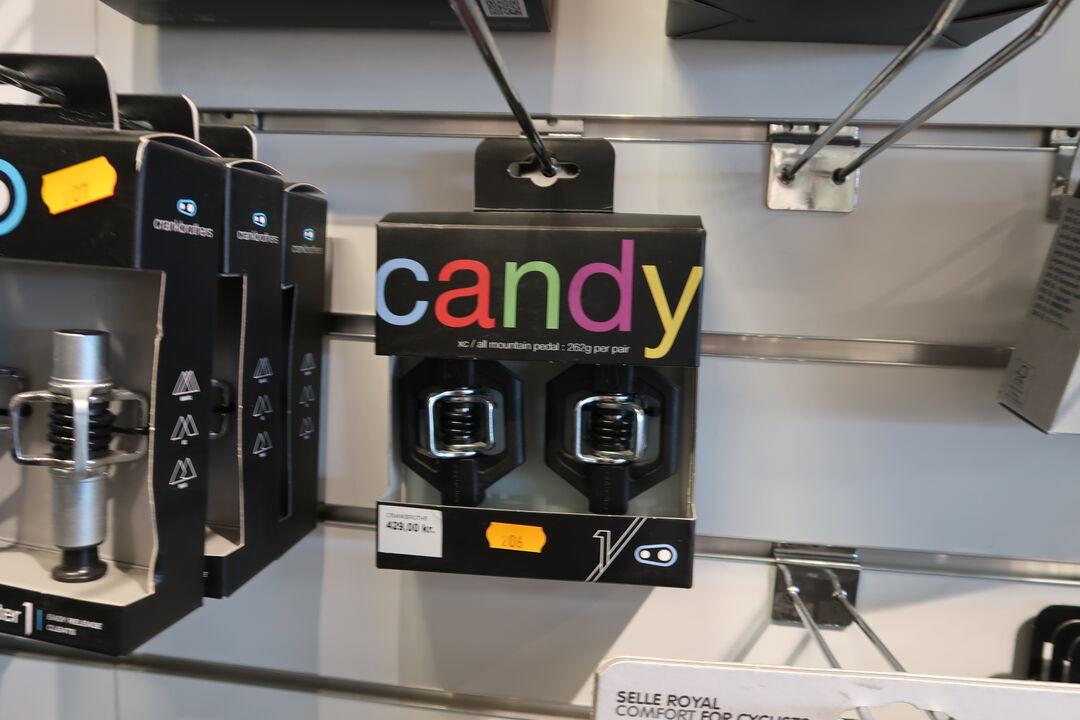 crankbrothers
crankbrothers
crankbrothers
candy
xc / all mountain pedal : 262g per pair
429,00 kr.
206
1
1
SELLE ROYAL
COMFORT FOR CYCLISTS